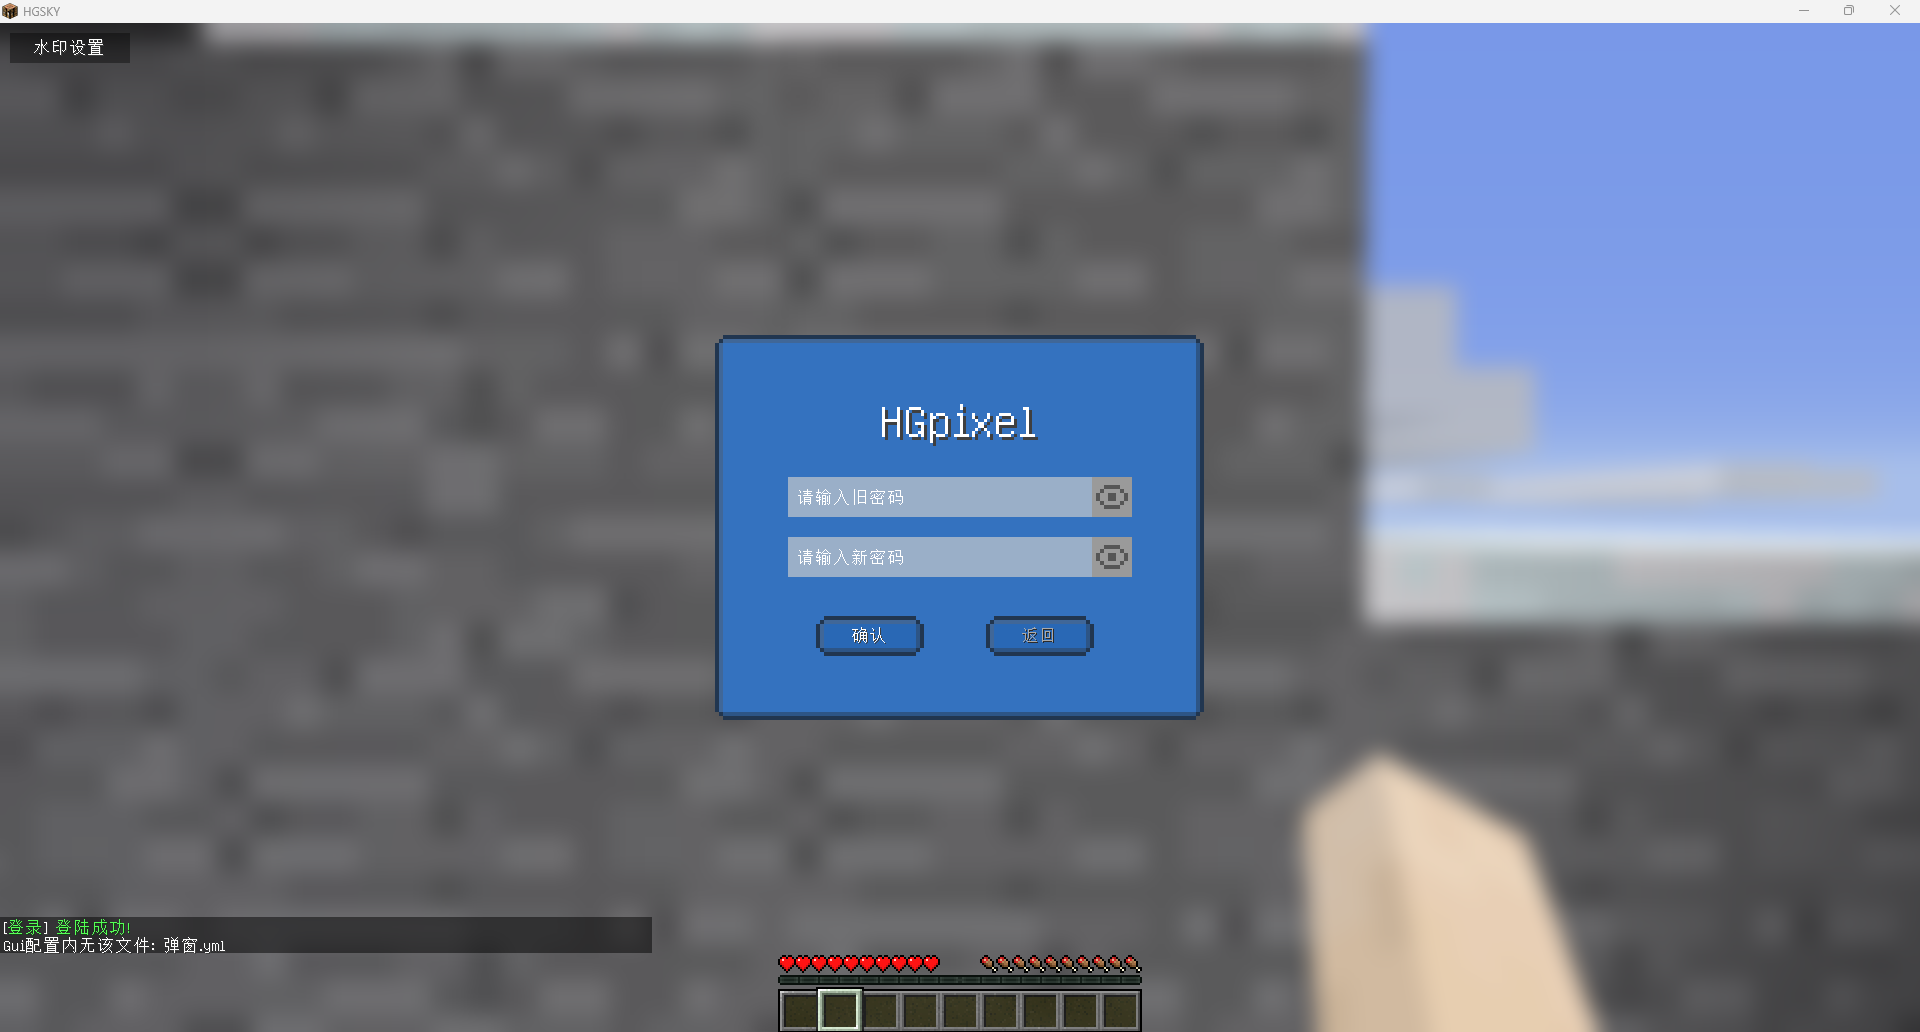 HGSKY
水印设置
HGpixel
请输入旧密码
请输入新密码
确认
返回
[登录] 登陆成功!
Gui配置内无该文件: 弹窗.yml